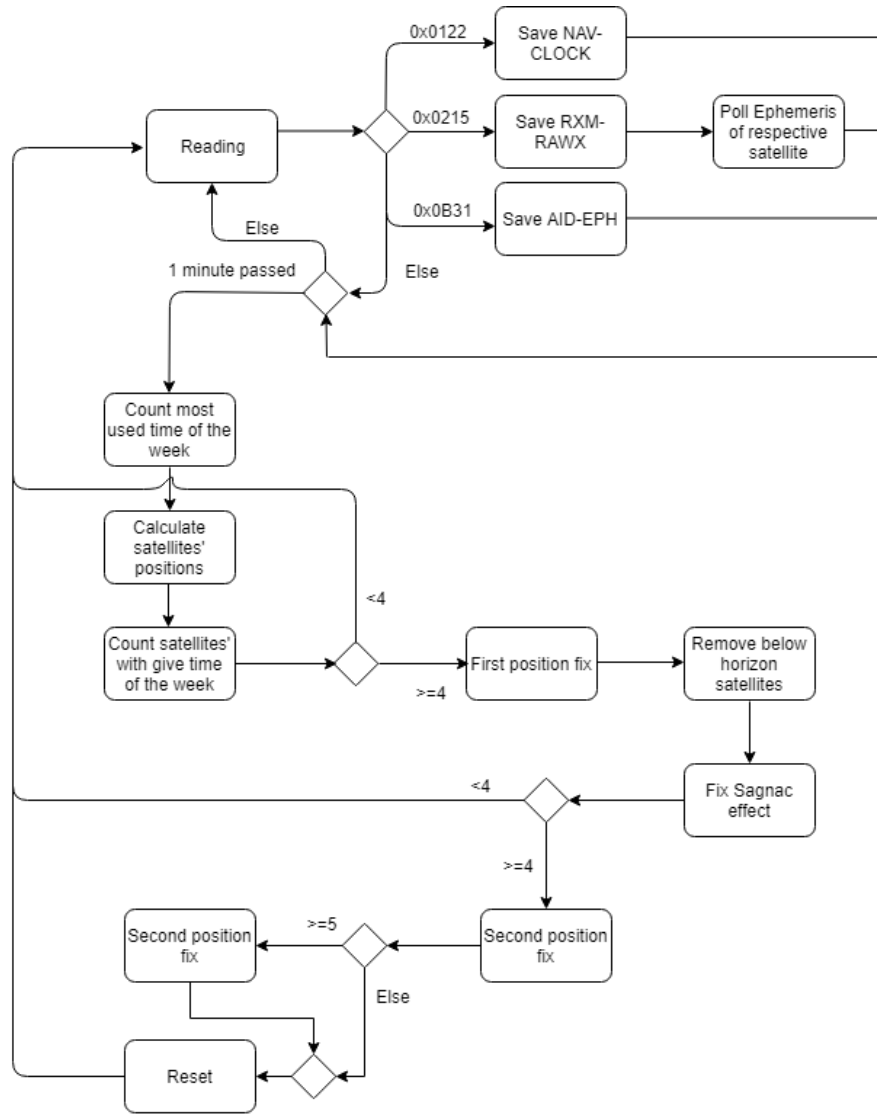 0x0122
Save NAV-
CLOCK
Reading
0x0215
Save RXM-
RAWX
Poll Ephemeris
of respective
satellite
0x0B31
Save AID-EPH
Else
1 minute passed
Else
Count most
used time of the
week
Calculate
satellites'
positions
<4
Count satellites'
with give time
of the week
>=4
First position fix
Remove below
horizon
satellites
<4
Fix Sagnac
effect
>=4
Second position
fix
>=5
Second position
fix
Else
Reset